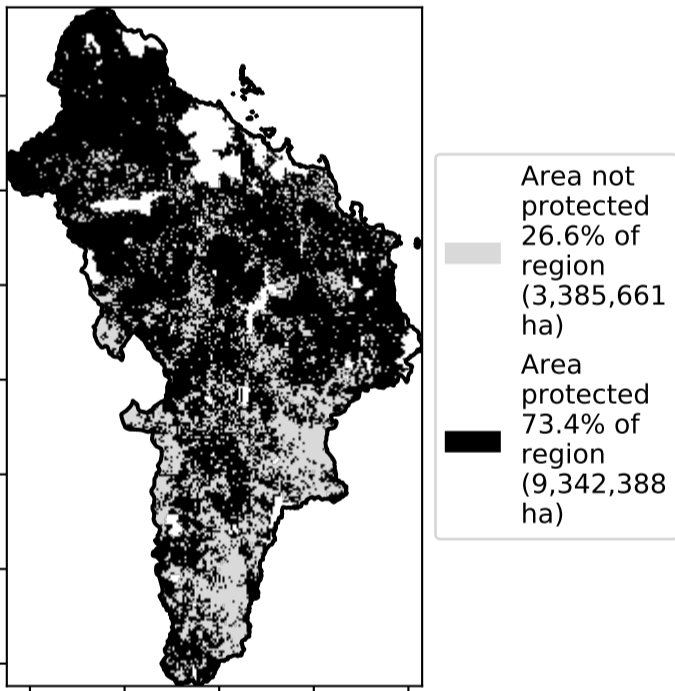 Area not
protected
26.6% of
region
(3,385,661
ha)
Area
protected
73.4% of
region
(9,342,388
ha)